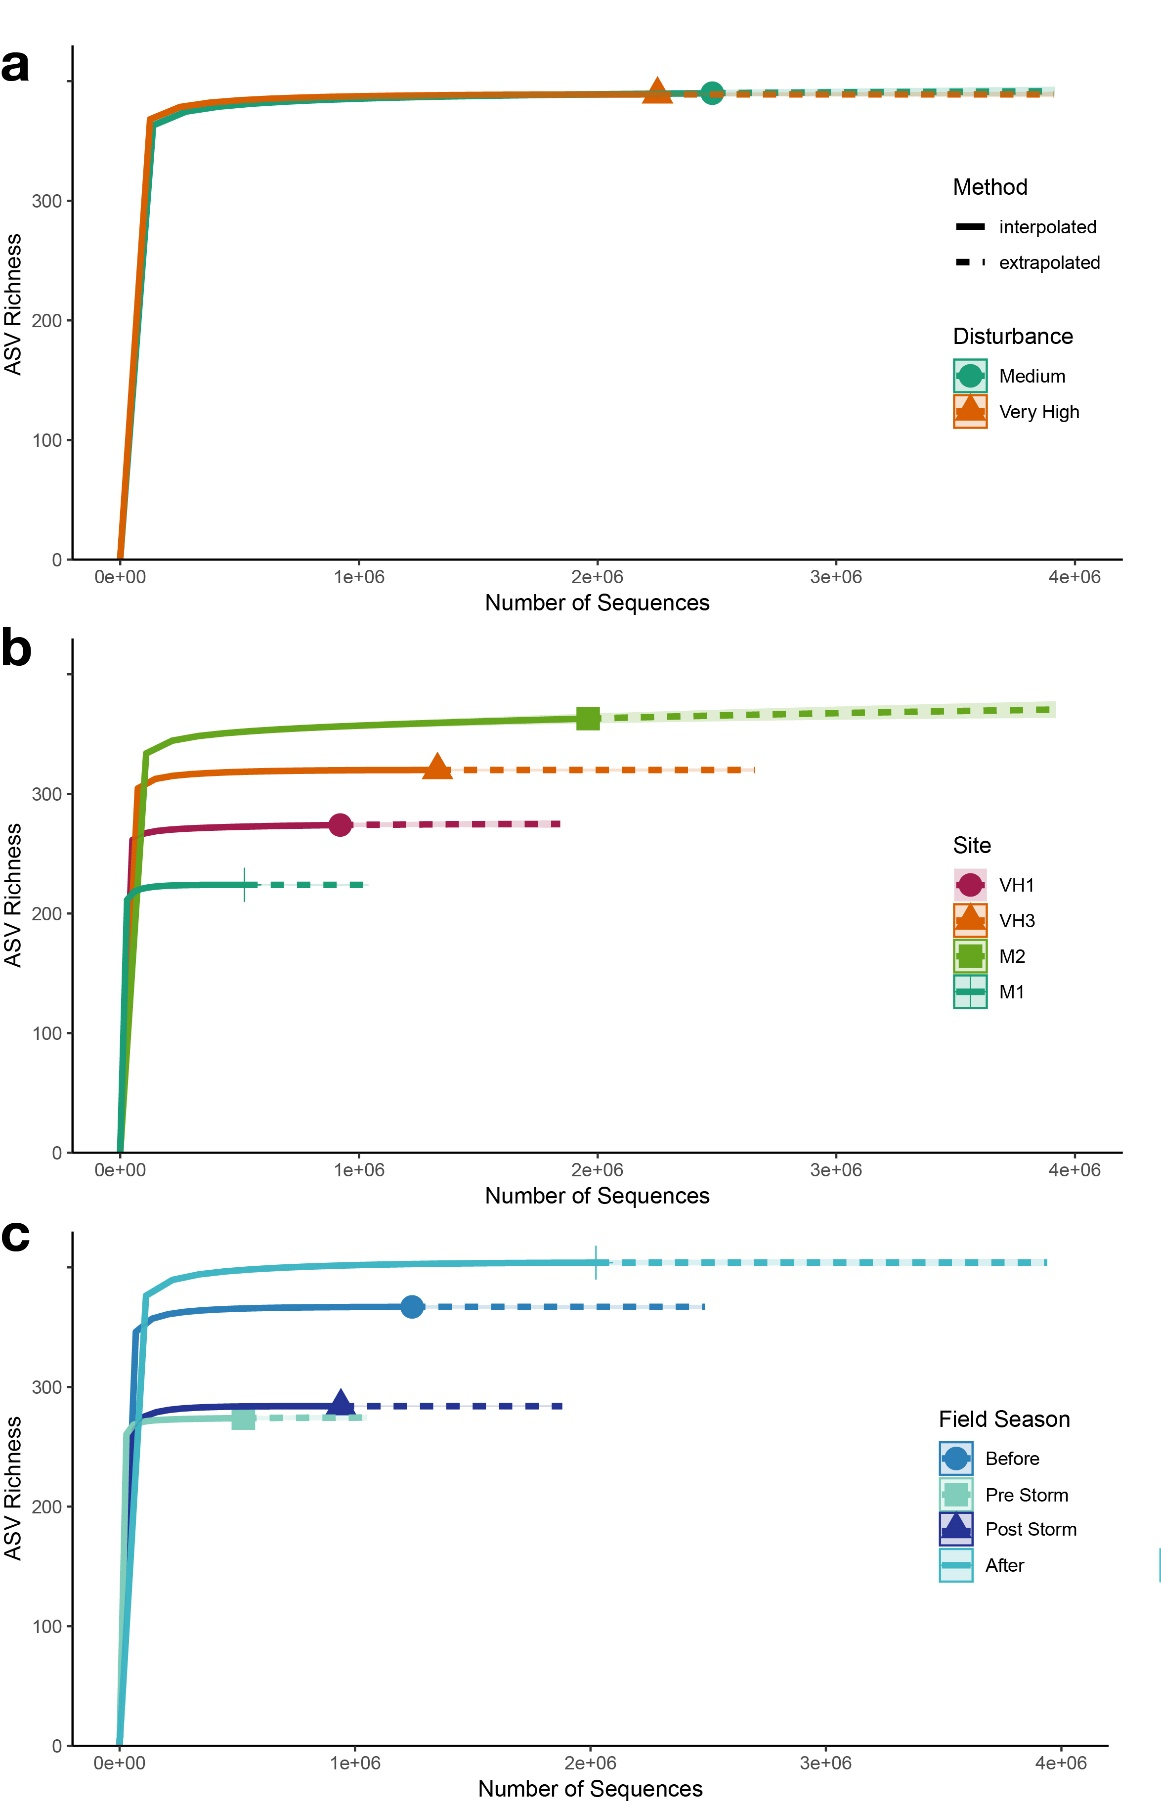 a
ASV Richness
300
200
100
0
0e+00 1e+06 2e+06 3e+06 4e+06
Number of Sequences
Method
interpolated
extrapolated
Disturbance
Medium
Very High
b
ASV Richness
300
200
100
0
0e+00 1e+06 2e+06 3e+06 4e+06
Number of Sequences
Site
VH1
VH3
M2
M1
c
ASV Richness
300
200
100
0
0e+00 1e+06 2e+06 3e+06 4e+06
Number of Sequences
Field Season
Before
Pre Storm
Post Storm
After